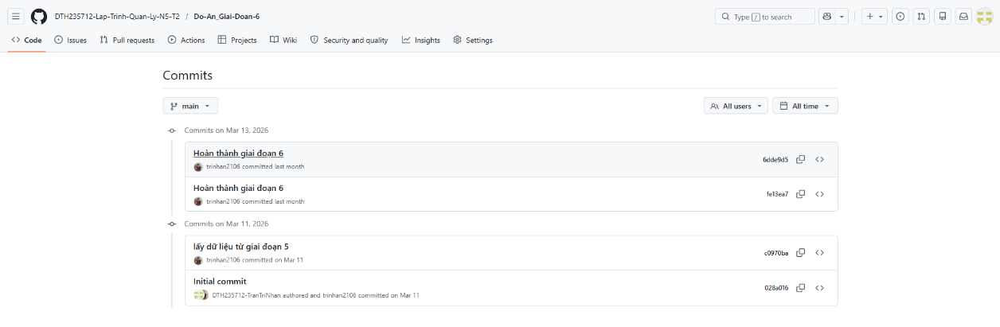 DTH235712-Lap-Trinh-Quan-Ly-N5-T2 / Do-An_Giai-Doan-6
Type / to search
Code Issues Pull requests Actions Projects Wiki Security and quality Insights Settings
Commits
main All users All time
Commits on Mar 13, 2026
Hoàn thành giai đoạn 6
6dde9d5
trinhan2106 committed last month
Hoàn thành giai đoạn 6
fe13ea7
trinhan2106 committed last month
Commits on Mar 11, 2026
lấy dữ liệu từ giai đoạn 5
c0970ba
trinhan2106 committed on Mar 11
Initial commit
028a016
DTH235712-TranTriNhan authored and trinhan2106 committed on Mar 11